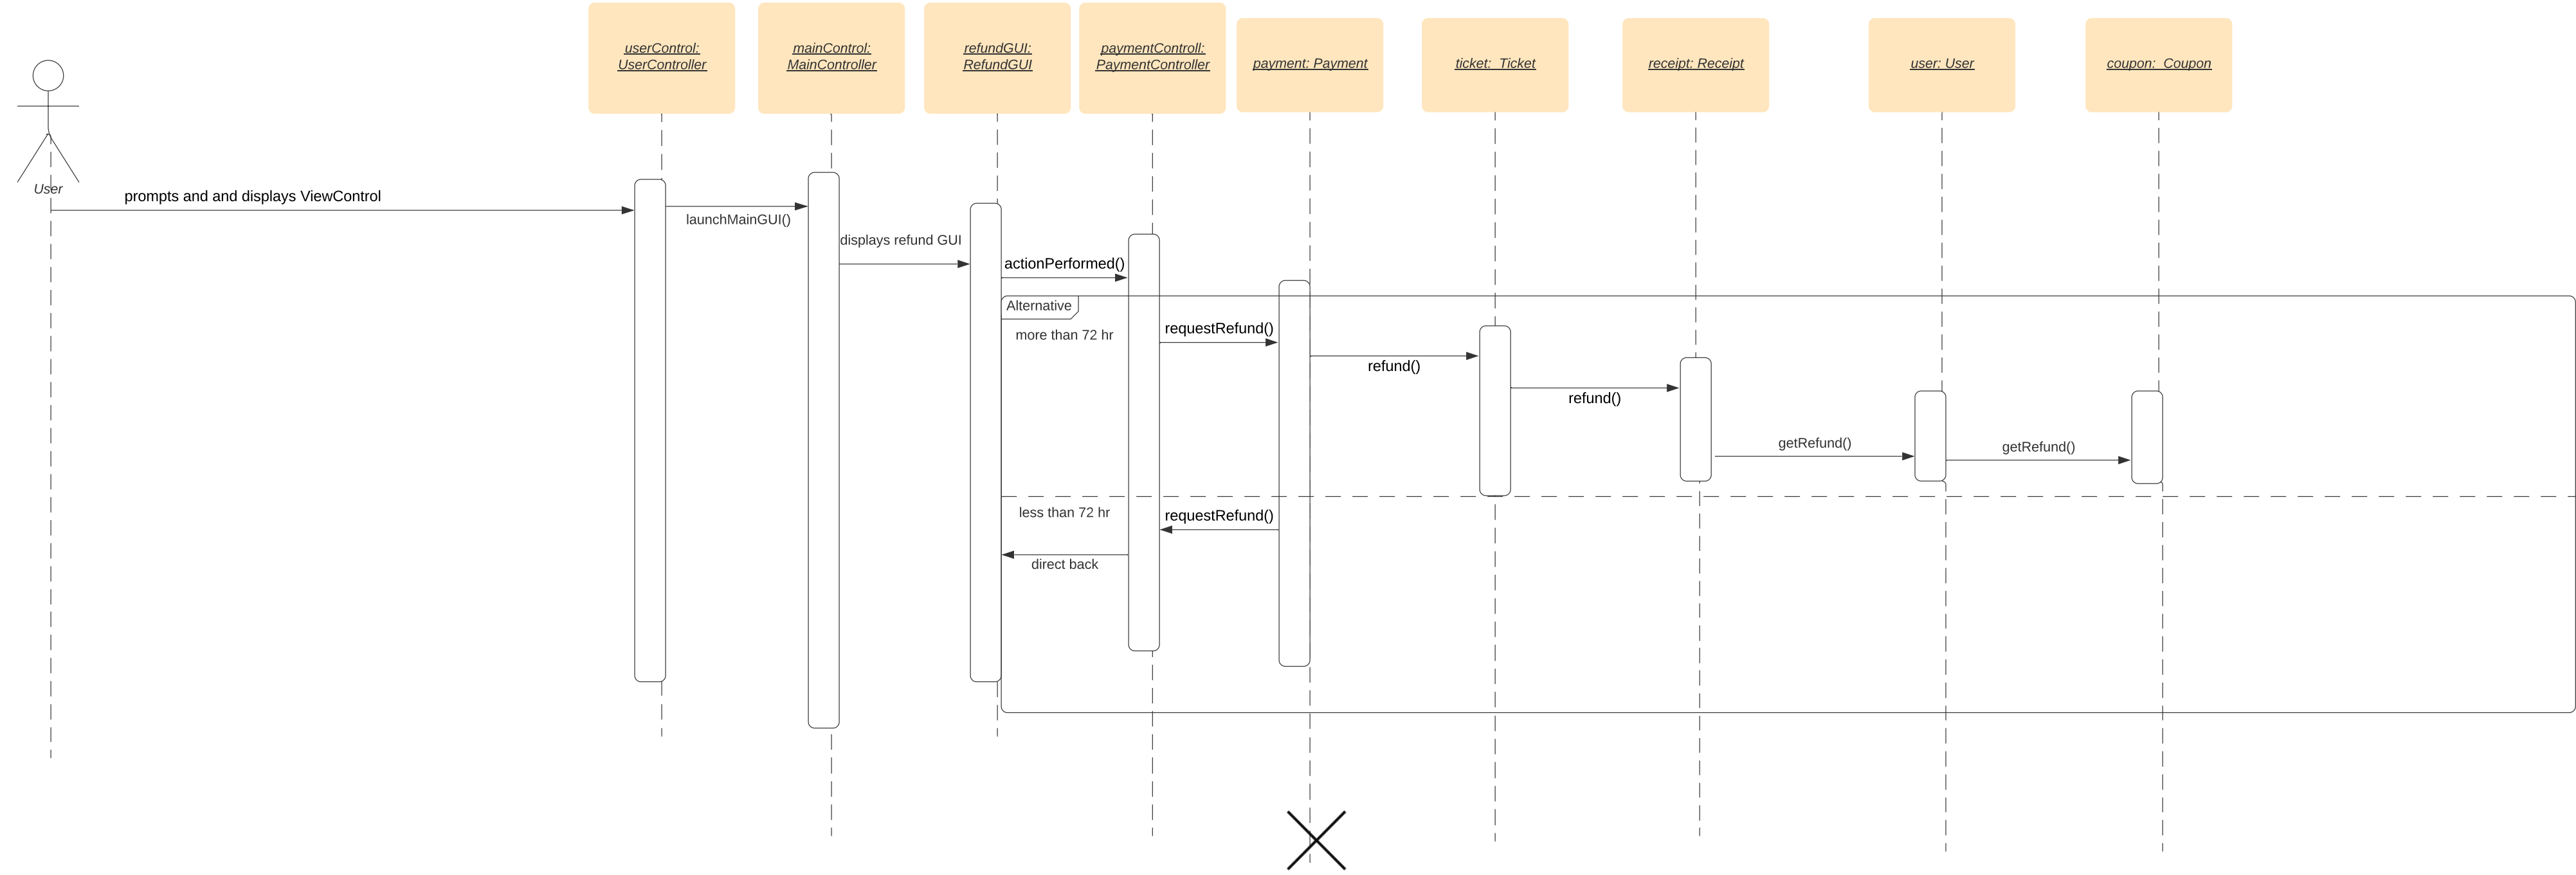 userControl:
UserController
mainControl:
MainController
refundGUI:
RefundGUI
paymentControll:
PaymentController
payment: Payment
ticket:  Ticket
receipt: Receipt
user: User
coupon:  Coupon
User
prompts and and displays ViewControl
launchMainGUI()
displays refund GUI
actionPerformed()
Alternative
more than 72 hr
requestRefund()
refund()
refund()
getRefund()
getRefund()
less than 72 hr
requestRefund()
direct back